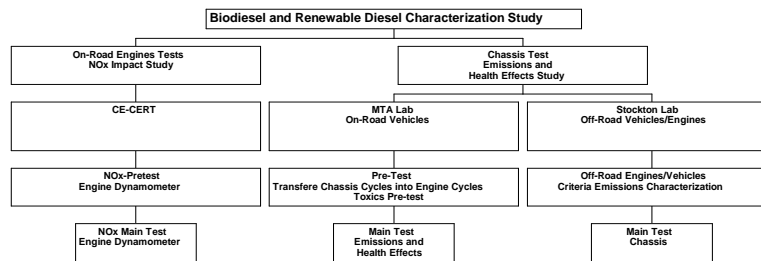 Biodiesel and Renewable Diesel Characterization Study
On-Road Engines Tests
NOx Impact Study
Chassis Test
Emissions and
Health Effects Study
CE-CERT
MTA Lab
On-Road Vehicles
Stockton Lab
Off-Road Vehicles/Engines
NOx-Pretest
Engine Dynamometer
Pre-Test
Transfere Chassis Cycles into Engine Cycles
Toxics Pre-test
Off-Road Engines/Vehicles
Criteria Emissions Characterization
NOx Main Test
Engine Dynamometer
Main Test
Emissions and
Health Effects
Main Test
Chassis